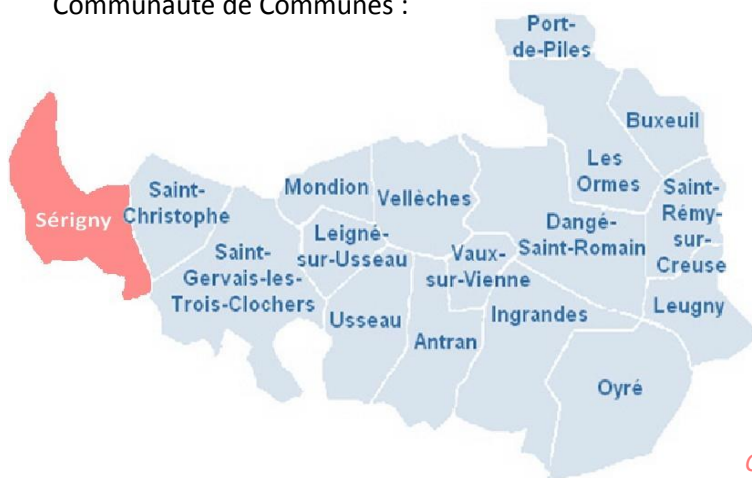 Communauté de Communes :
Port-
de-Piles
Buxeuil
Les
Ormes
Saint-
Rémy-
sur-
Creuse
Mondion
Vellèches
Saint-
Christophe
Sérigny
Leigné-
sur-Usseau
Dangé-
Saint-Romain
Saint-
Gervais-les-
Trois-Clochers
Vaux-
sur-Vienne
Leugny
Usseau
Ingrandes
Antran
Oyré